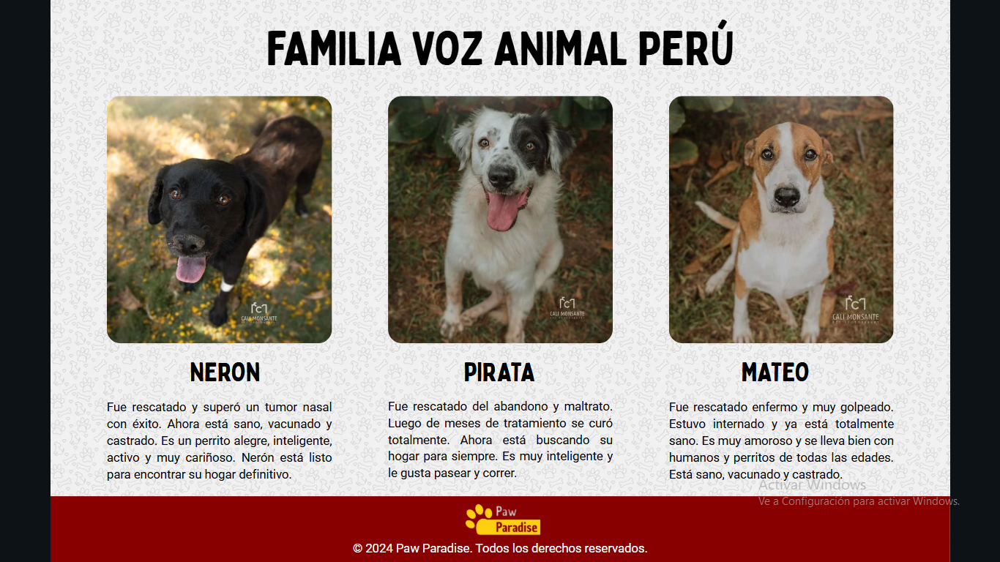 FAMILIA VOZ ANIMAL PERÚ
CALI MONSANTE
CALI MONSANTE
CALI MONSANTE
NERON
Fue rescatado y superó un tumor nasal
con éxito. Ahora está sano, vacunado y
castrado. Es un perrito alegre, inteligente,
activo y muy cariñoso. Nerón está listo
para encontrar su hogar definitivo.
PIRATA
Fue rescatado del abandono y maltrato.
Luego de meses de tratamiento se curó
totalmente. Ahora está buscando su
hogar para siempre. Es muy inteligente y
le gusta pasear y correr.
MATEO
Fue rescatado enfermo y muy golpeado.
Estuvo internado y ya está totalmente
sano. Es muy amoroso y se lleva bien con
humanos y perritos de todas las edades.
Está sano, vacunado y castrado.
Activar Windows
Ve a Configuración para activar Windows.
Paw
Paradise
© 2024 Paw Paradise. Todos los derechos reservados.